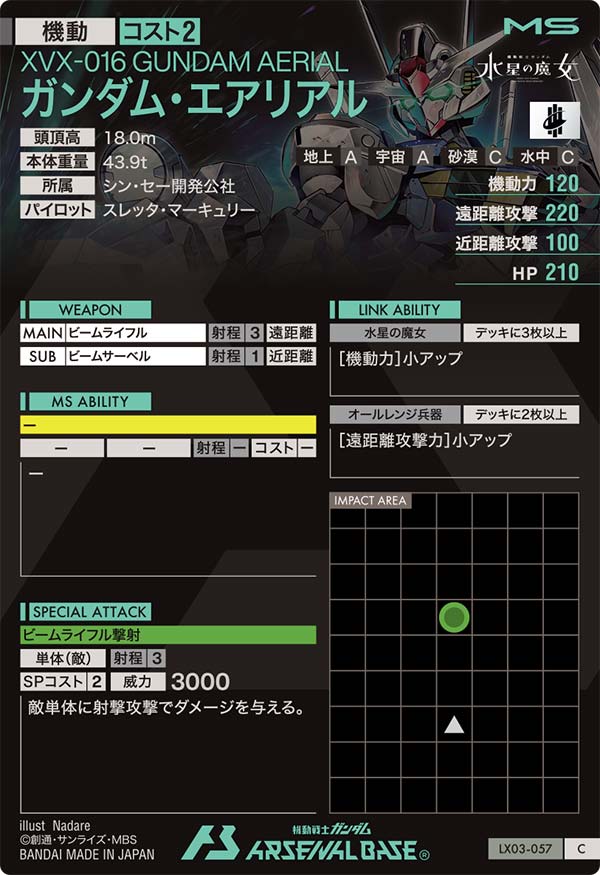 機動 コスト2 MS
XVX-016 GUNDAM AERIAL
ガンダム・エアリアル
機動戦士ガンダム
水星の魔女
頭頂高 18.0m
本体重量 43.9t
所属 シン・セー開発公社
パイロット スレッタ・マーキュリー
地上 A 宇宙 A 砂漠 C 水中 C
機動力 120
遠距離攻撃 220
近距離攻撃 100
HP 210
WEAPON
MAIN ビームライフル 射程 3 遠距離
SUB ビームサーベル 射程 1 近距離
MS ABILITY
ー
ー ー 射程 ー コスト ー
ー
SPECIAL ATTACK
ビームライフル撃射
単体(敵) 射程 3
SPコスト 2 威力 3000
敵単体に射撃攻撃でダメージを与える。
LINK ABILITY
水星の魔女 デッキに3枚以上
[機動力]小アップ
オールレンジ兵器 デッキに2枚以上
[遠距離攻撃力]小アップ
IMPACT AREA
illust Nadare
©創通・サンライズ・MBS
BANDAI MADE IN JAPAN
機動戦士ガンダム
AB ARSENAL BASE®
LX03-057 C